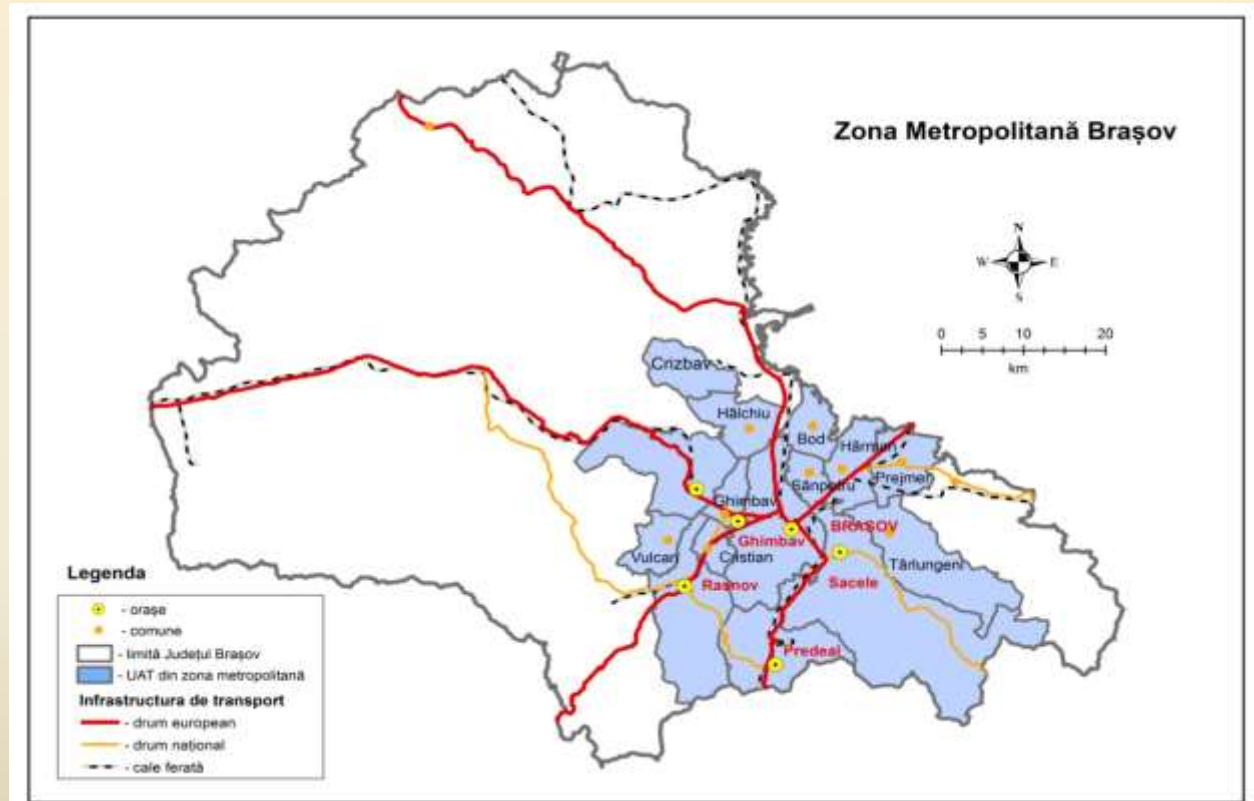 Zona Metropolitană Brașov
N
W E
S
0 5 10 20
km
Crizbav
Hălchiu
Bod
Hărman
Sânpetru
Prejmer
Ghimbav
BRAȘOV
Ghimbav
Vulcan
Cristian
Tărlungeni
Rasnov
Sacele
Predeal
Legenda
- orașe
- comune
- limită Județul Brașov
- UAT din zona metropolitană
Infrastructura de transport
- drum european
- drum național
- cale ferată